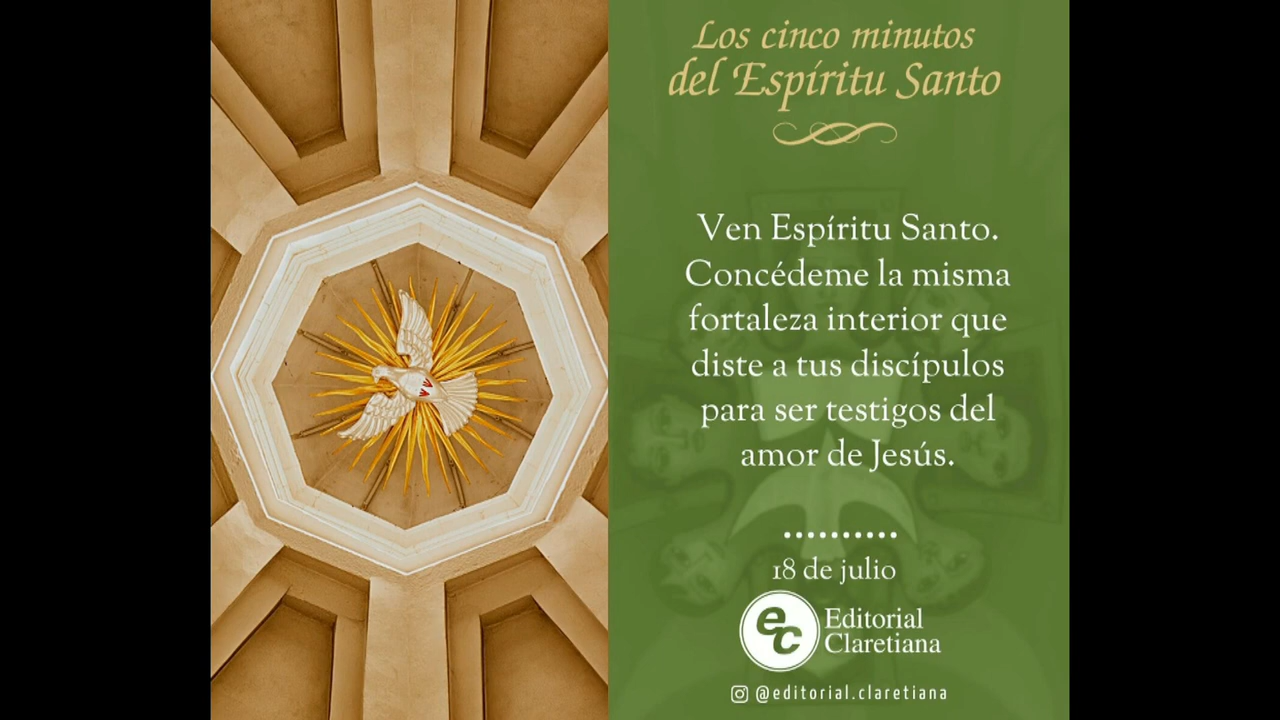 Los cinco minutos
del Espíritu Santo
Ven Espíritu Santo.
Concédeme la misma
fortaleza interior que
diste a tus discípulos
para ser testigos del
amor de Jesús.
18 de julio
ec
Editorial
Claretiana
@editorial.claretiana